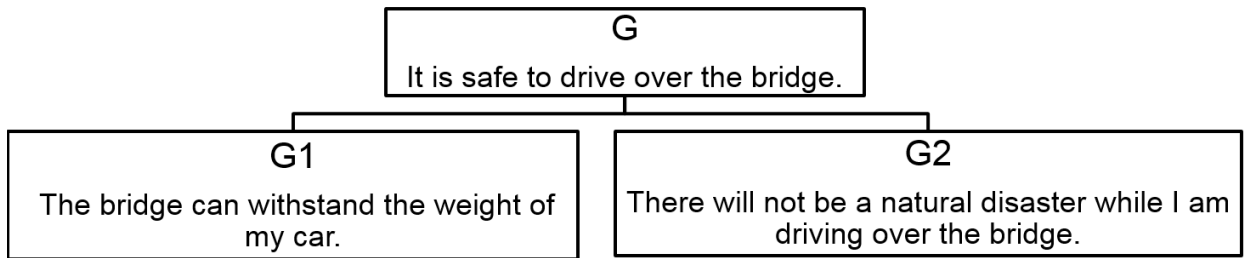 G
It is safe to drive over the bridge.
G1
The bridge can withstand the weight of
my car.
G2
There will not be a natural disaster while I am
driving over the bridge.